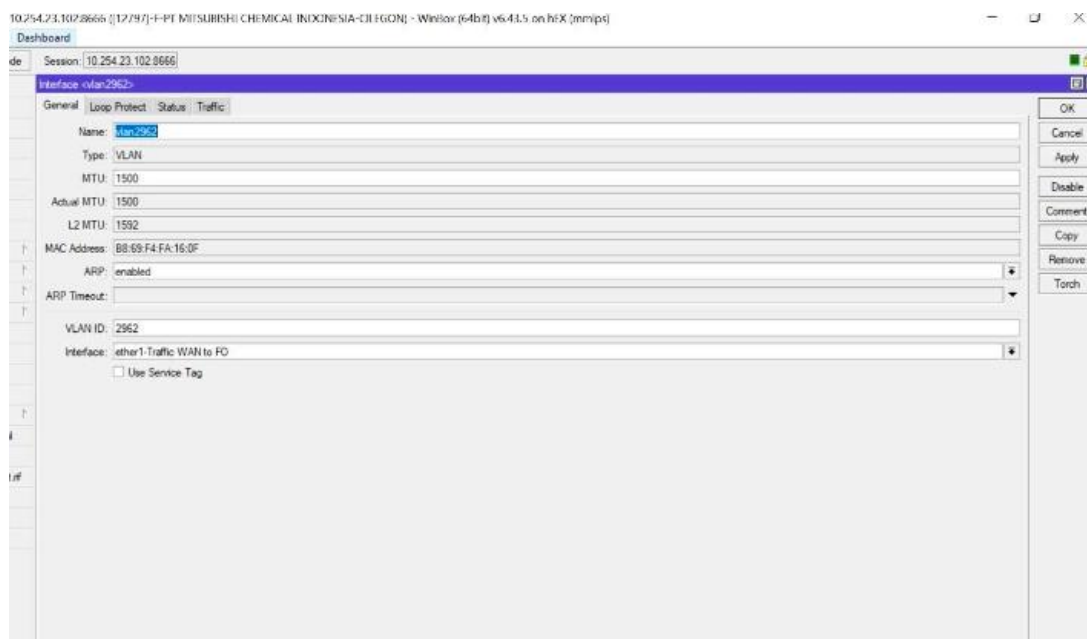 10.254.23.102:8666 ([12797]-F-PT MITSUBISHI CHEMICAL INDONESIA-CILEGON) - WinBox (64bit) v6.43.5 on hEX (mmips)
Dashboard
de
Session: 10.254.23.102:8666
Interface <vlan2962>
General Loop Protect Status Traffic
OK
Name: vlan2962
Cancel
Type: VLAN
Apply
MTU: 1500
Disable
Actual MTU: 1500
Comment
L2 MTU: 1592
Copy
MAC Address: B8:69:F4:FA:16:0F
Remove
ARP: enabled
Torch
ARP Timeout:
VLAN ID: 2962
Interface: ether1-Traffic WAN to FO
Use Service Tag